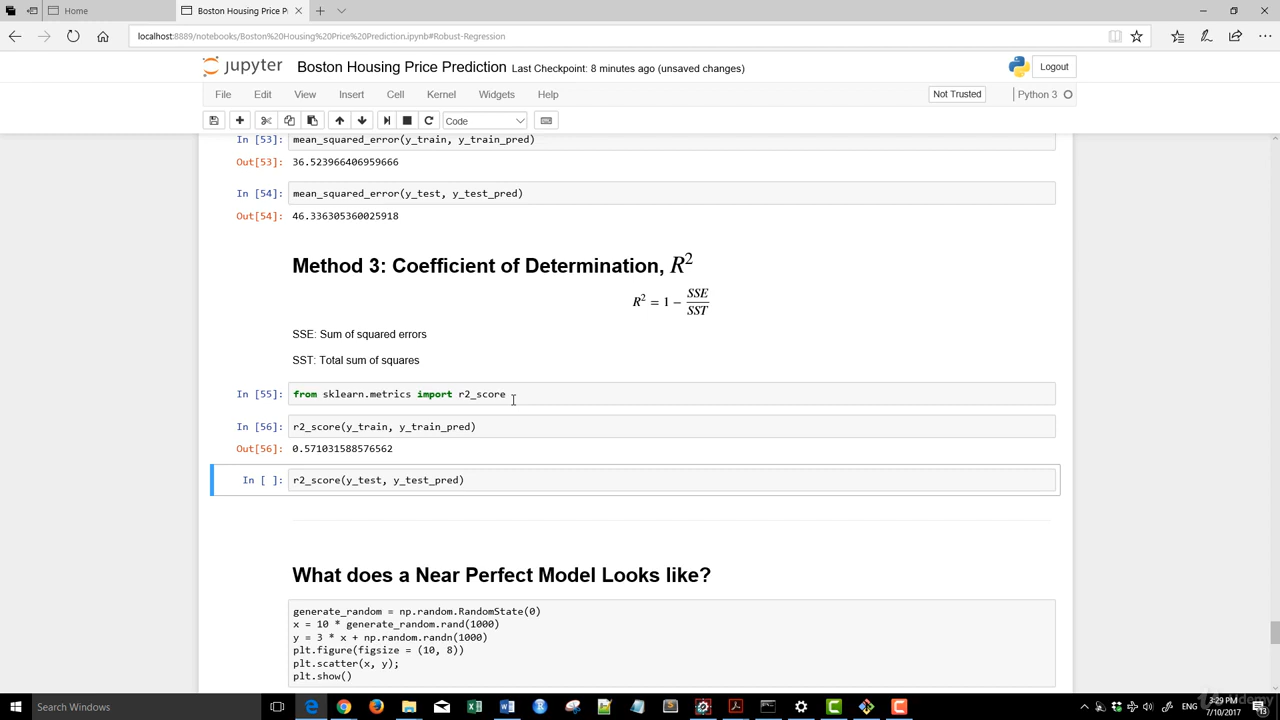 Home
Boston Housing Price P
localhost:8889/notebooks/Boston%20Housing%20Price%20Prediction.ipynb#Robust-Regression
jupyter Boston Housing Price Prediction Last Checkpoint: 8 minutes ago (unsaved changes)
Logout
File Edit View Insert Cell Kernel Widgets Help
Not Trusted
Python 3
Code
In [53]: mean_squared_error(y_train, y_train_pred)
Out[53]: 36.523966406959666
In [54]: mean_squared_error(y_test, y_test_pred)
Out[54]: 46.336305360025918
Method 3: Coefficient of Determination, R²
R² = 1 − SSE/SST
SSE: Sum of squared errors
SST: Total sum of squares
In [55]: from sklearn.metrics import r2_score
In [56]: r2_score(y_train, y_train_pred)
Out[56]: 0.571031588576562
In [ ]: r2_score(y_test, y_test_pred)
What does a Near Perfect Model Looks like?
generate_random = np.random.RandomState(0)
x = 10 * generate_random.rand(1000)
y = 3 * x + np.random.randn(1000)
plt.figure(figsize = (10, 8))
plt.scatter(x, y);
plt.show()
Search Windows
ENG
3:29 PM
7/10/2017
13
Udemy